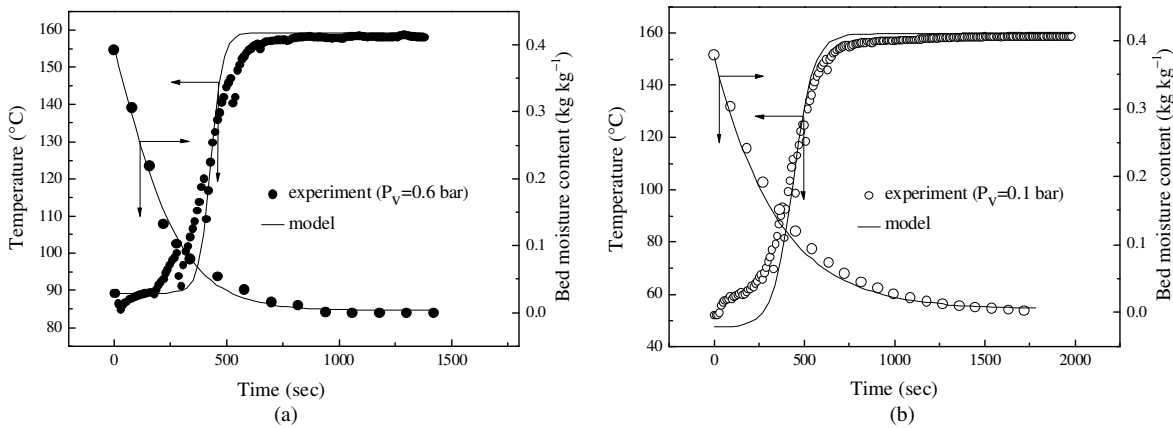 160
150
140
130
120
110
100
90
80
Temperature (°C)
0.4
0.3
0.2
0.1
0.0
Bed moisture content (kg kg⁻¹)
experiment (P_V=0.6 bar)
model
0
500
1000
1500
Time (sec)
(a)
160
140
120
100
80
60
40
Temperature (°C)
0.4
0.3
0.2
0.1
0.0
Bed moisture content (kg kg⁻¹)
experiment (P_V=0.1 bar)
model
0
500
1000
1500
2000
Time (sec)
(b)